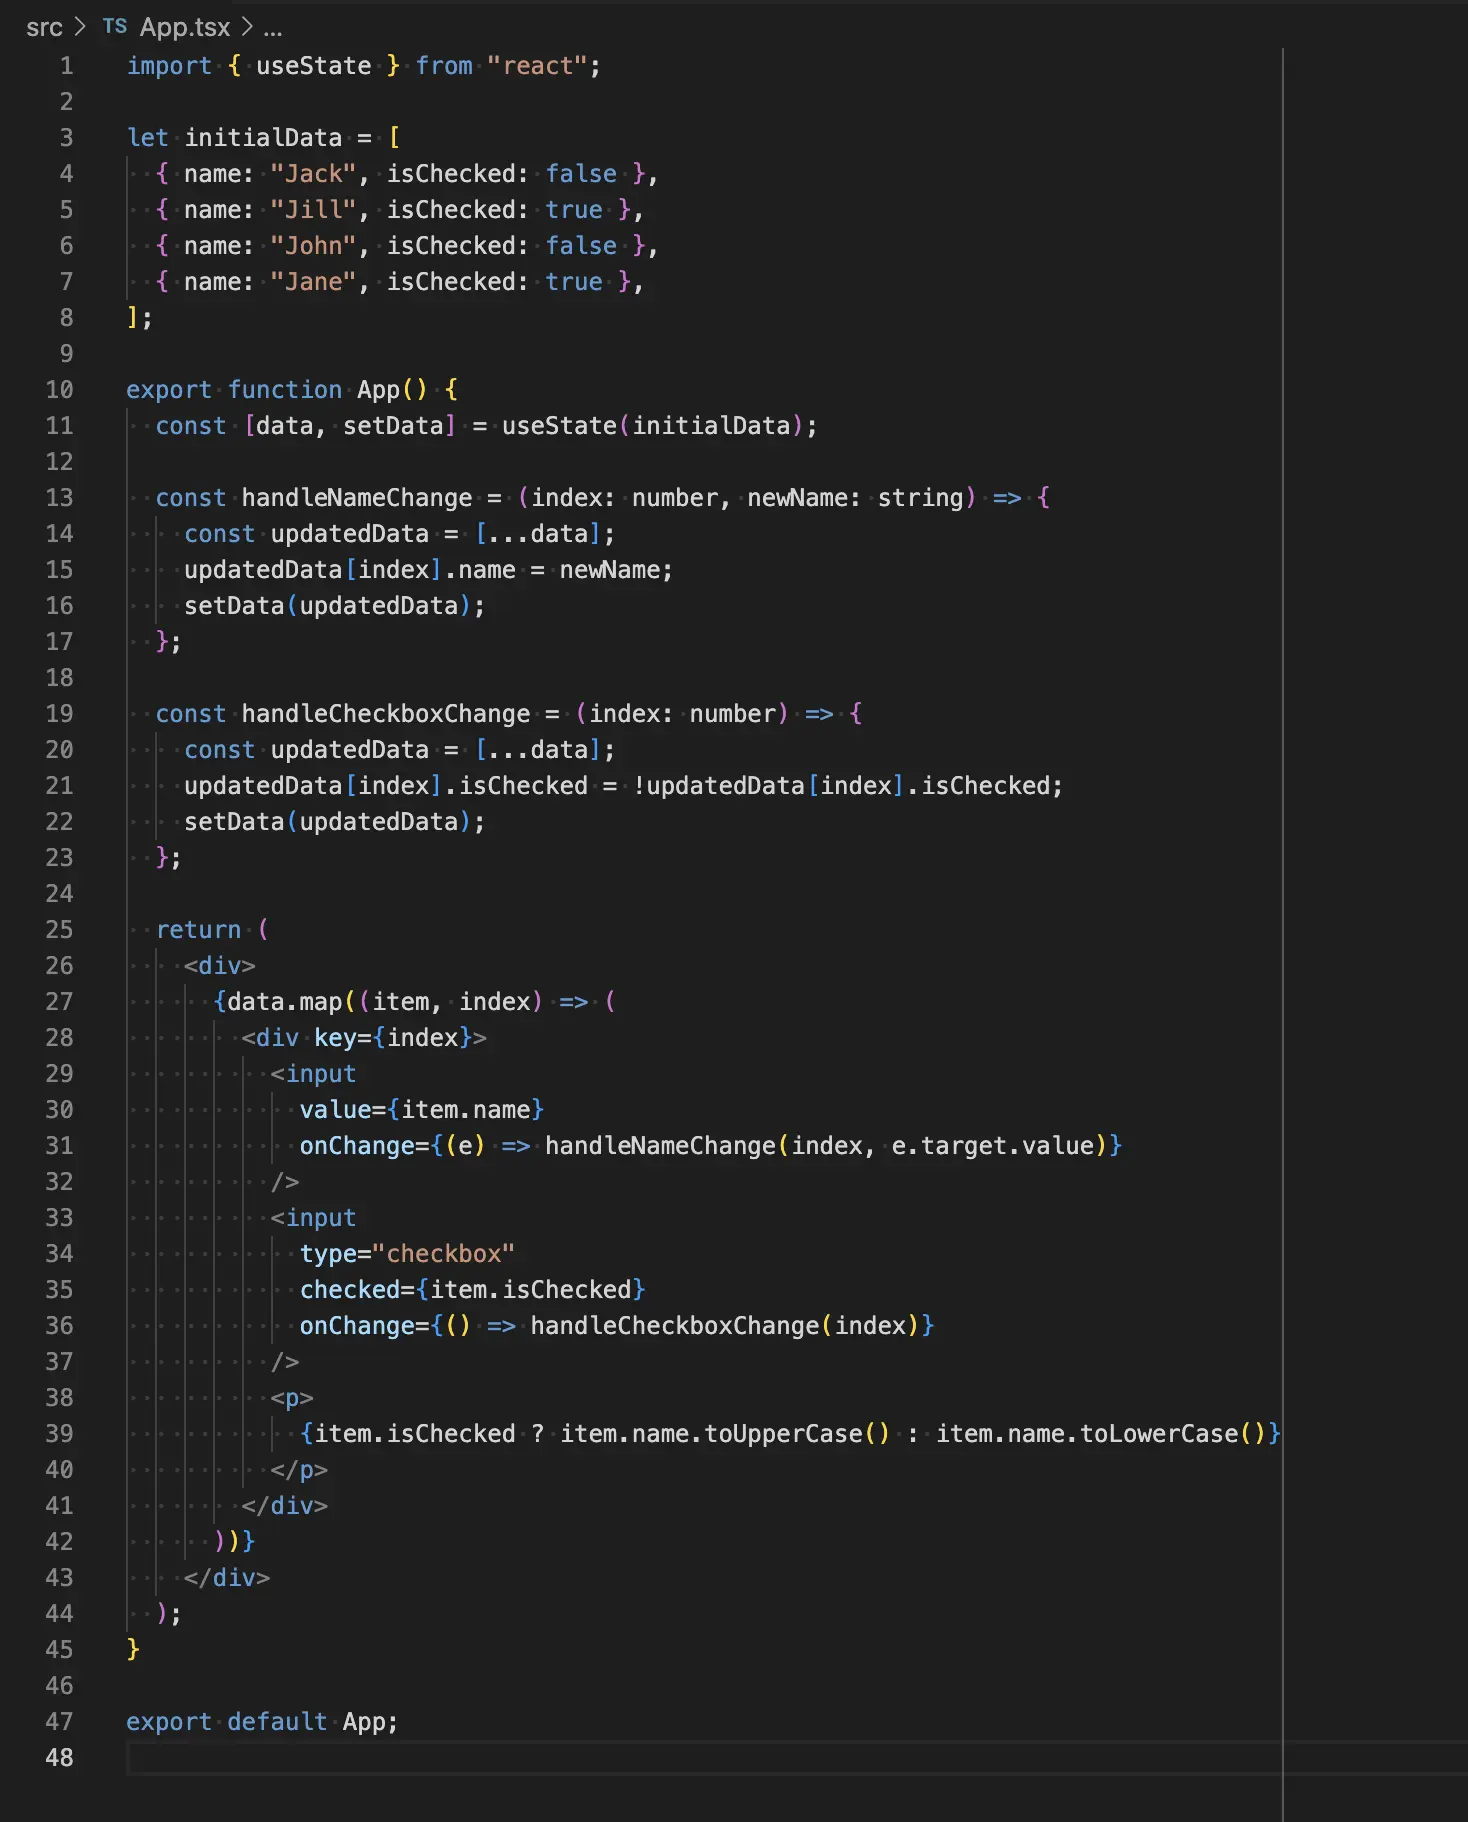 src > TS App.tsx > ...
1 import { useState } from "react";
2
3 let initialData = [
4   { name: "Jack", isChecked: false },
5   { name: "Jill", isChecked: true },
6   { name: "John", isChecked: false },
7   { name: "Jane", isChecked: true },
8 ];
9
10 export function App() {
11   const [data, setData] = useState(initialData);
12
13   const handleNameChange = (index: number, newName: string) => {
14     const updatedData = [...data];
15     updatedData[index].name = newName;
16     setData(updatedData);
17   };
18
19   const handleCheckboxChange = (index: number) => {
20     const updatedData = [...data];
21     updatedData[index].isChecked = !updatedData[index].isChecked;
22     setData(updatedData);
23   };
24
25   return (
26     <div>
27       {data.map((item, index) => (
28         <div key={index}>
29           <input
30             value={item.name}
31             onChange={(e) => handleNameChange(index, e.target.value)}
32           />
33           <input
34             type="checkbox"
35             checked={item.isChecked}
36             onChange={() => handleCheckboxChange(index)}
37           />
38           <p>
39             {item.isChecked ? item.name.toUpperCase() : item.name.toLowerCase()}
40           </p>
41         </div>
42       ))}
43     </div>
44   );
45 }
46
47 export default App;
48